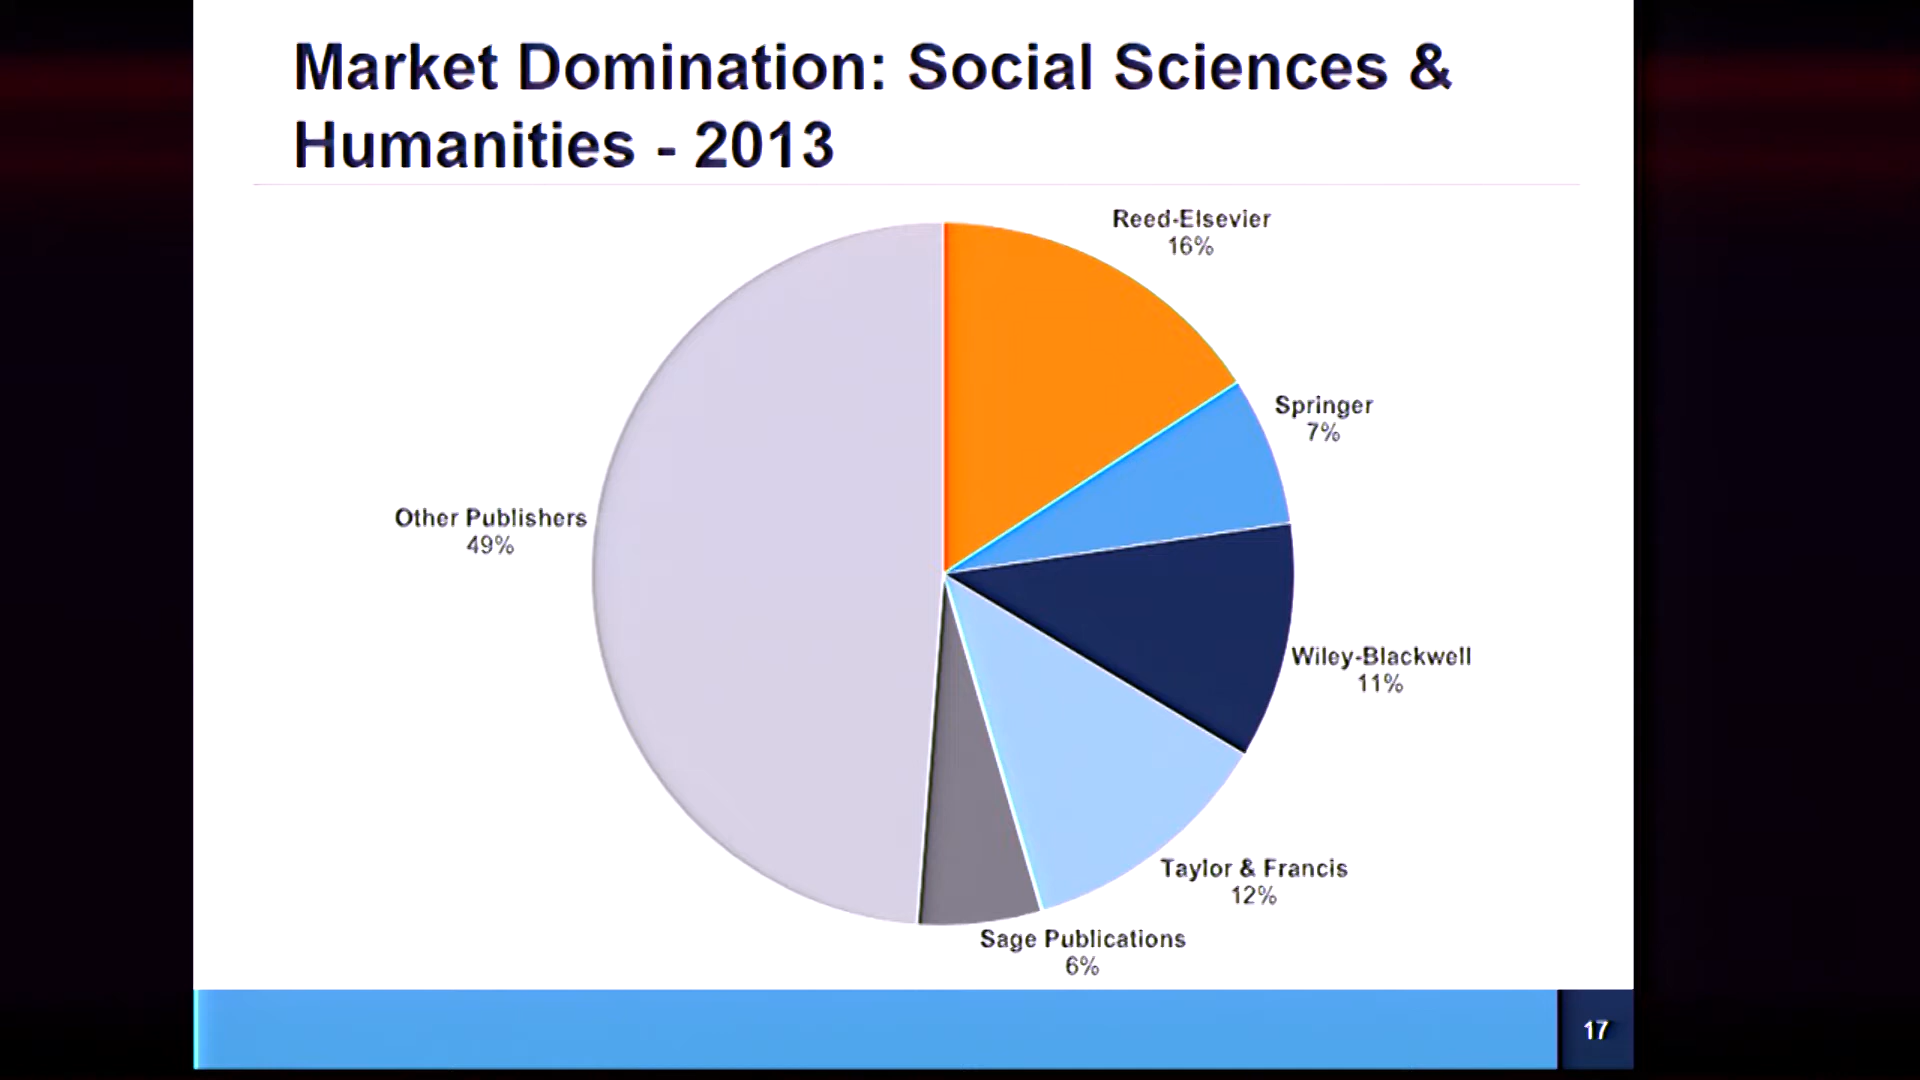 Market Domination: Social Sciences &
Humanities - 2013
Reed-Elsevier
16%
Springer
7%
Other Publishers
49%
Wiley-Blackwell
11%
Taylor & Francis
12%
Sage Publications
6%
17